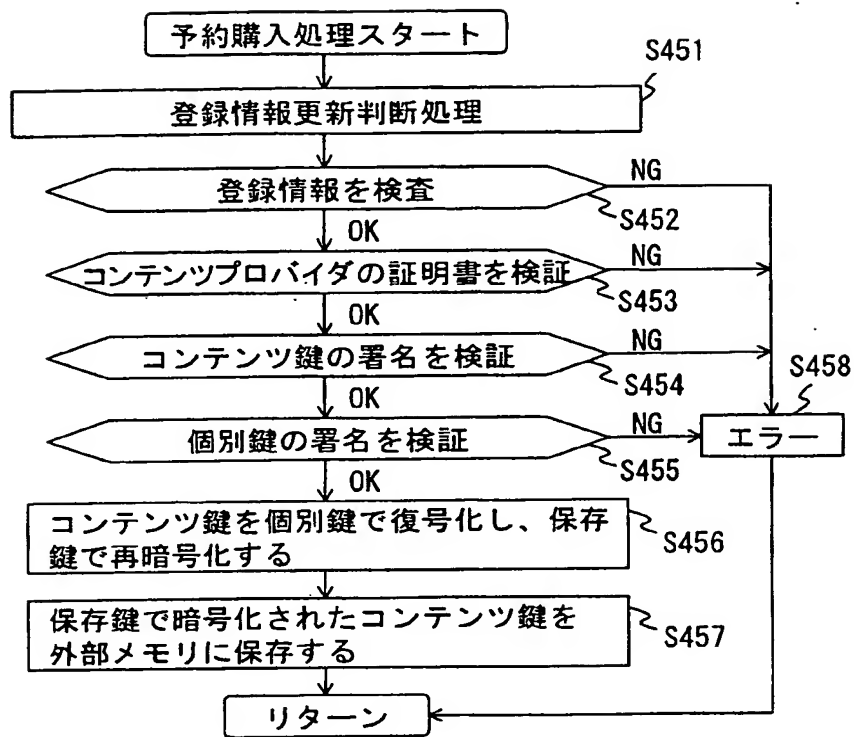 予約購入処理スタート
S451
登録情報更新判断処理
登録情報を検査
NG
S452
OK
コンテンツプロバイダの証明書を検証
NG
S453
OK
コンテンツ鍵の署名を検証
NG
S454
OK
個別鍵の署名を検証
NG
S455
S458
エラー
OK
コンテンツ鍵を個別鍵で復号化し、保存
鍵で再暗号化する
S456
保存鍵で暗号化されたコンテンツ鍵を
外部メモリに保存する
S457
リターン